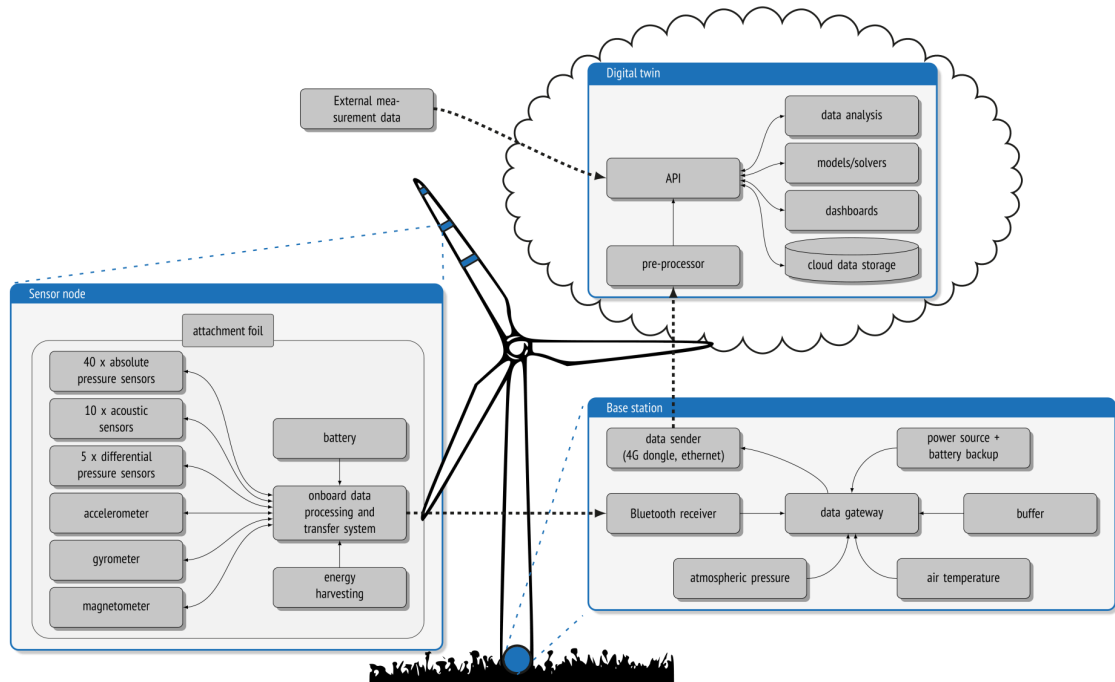 Digital twin
External mea-
surement data
data analysis
models/solvers
API
dashboards
pre-processor
cloud data storage
Sensor node
attachment foil
40 x absolute
pressure sensors
10 x acoustic
sensors
5 x differential
pressure sensors
accelerometer
gyrometer
magnetometer
battery
onboard data
processing and
transfer system
energy
harvesting
Base station
data sender
(4G dongle, ethernet)
power source +
battery backup
Bluetooth receiver
data gateway
buffer
atmospheric pressure
air temperature